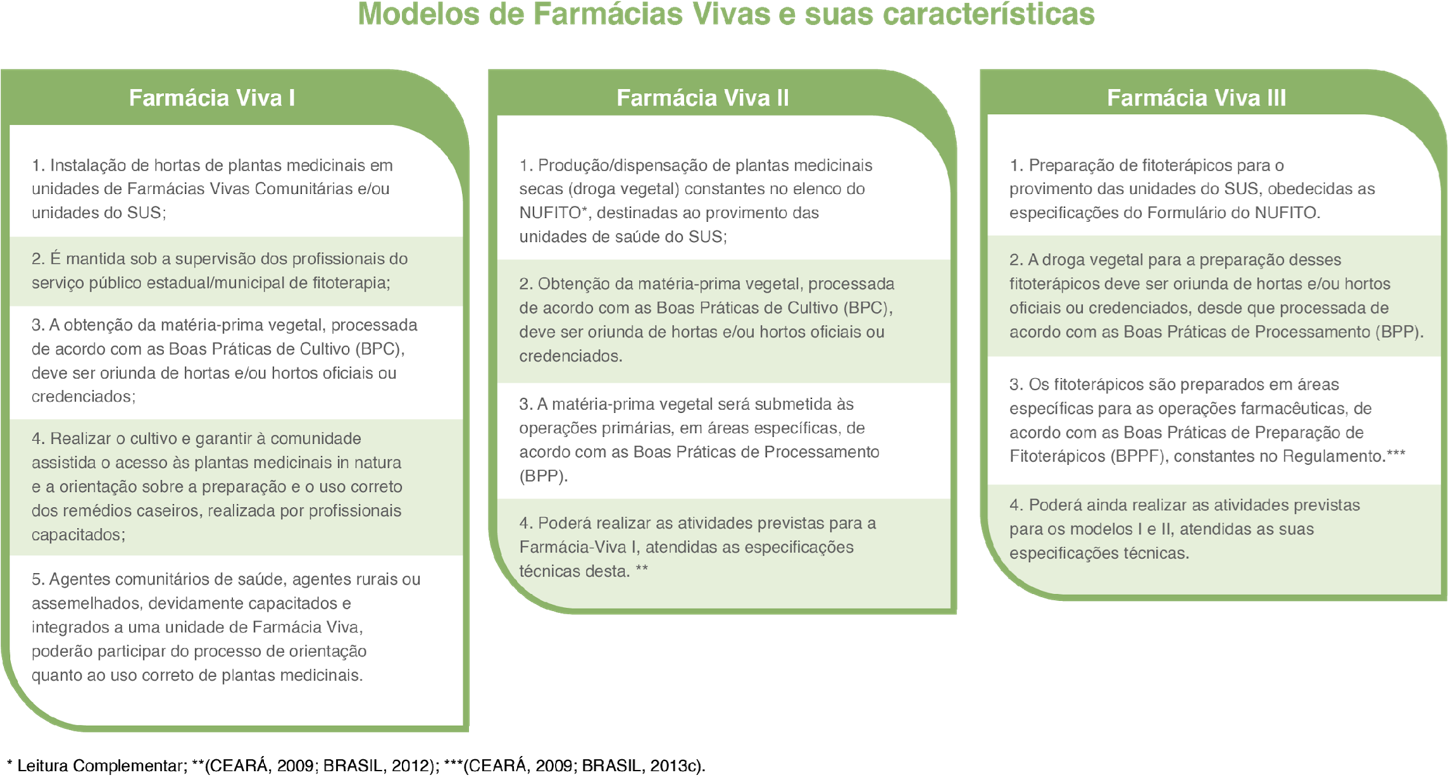 Modelos de Farmácias Vivas e suas características
Farmácia Viva I
1. Instalação de hortas de plantas medicinais em
unidades de Farmácias Vivas Comunitárias e/ou
unidades do SUS;
2. É mantida sob a supervisão dos profissionais do
serviço público estadual/municipal de fitoterapia;
3. A obtenção da matéria-prima vegetal, processada
de acordo com as Boas Práticas de Cultivo (BPC),
deve ser oriunda de hortas e/ou hortos oficiais ou
credenciados;
4. Realizar o cultivo e garantir à comunidade
assistida o acesso às plantas medicinais in natura
e a orientação sobre a preparação e o uso correto
dos remédios caseiros, realizada por profissionais
capacitados;
5. Agentes comunitários de saúde, agentes rurais ou
assemelhados, devidamente capacitados e
integrados a uma unidade de Farmácia Viva,
poderão participar do processo de orientação
quanto ao uso correto de plantas medicinais.
Farmácia Viva II
1. Produção/dispensação de plantas medicinais
secas (droga vegetal) constantes no elenco do
NUFITO*, destinadas ao provimento das
unidades de saúde do SUS;
2. Obtenção da matéria-prima vegetal, processada
de acordo com as Boas Práticas de Cultivo (BPC),
deve ser oriunda de hortas e/ou hortos oficiais ou
credenciados.
3. A matéria-prima vegetal será submetida às
operações primárias, em áreas específicas, de
acordo com as Boas Práticas de Processamento
(BPP).
4. Poderá realizar as atividades previstas para a
Farmácia-Viva I, atendidas as especificações
técnicas desta. **
Farmácia Viva III
1. Preparação de fitoterápicos para o
provimento das unidades do SUS, obedecidas as
especificações do Formulário do NUFITO.
2. A droga vegetal para a preparação desses
fitoterápicos deve ser oriunda de hortas e/ou hortos
oficiais ou credenciados, desde que processada de
acordo com as Boas Práticas de Processamento (BPP).
3. Os fitoterápicos são preparados em áreas
específicas para as operações farmacêuticas, de
acordo com as Boas Práticas de Preparação de
Fitoterápicos (BPPF), constantes no Regulamento.***
4. Poderá ainda realizar as atividades previstas
para os modelos I e II, atendidas as suas
especificações técnicas.
* Leitura Complementar; **(CEARÁ, 2009; BRASIL, 2012); ***(CEARÁ, 2009; BRASIL, 2013c).